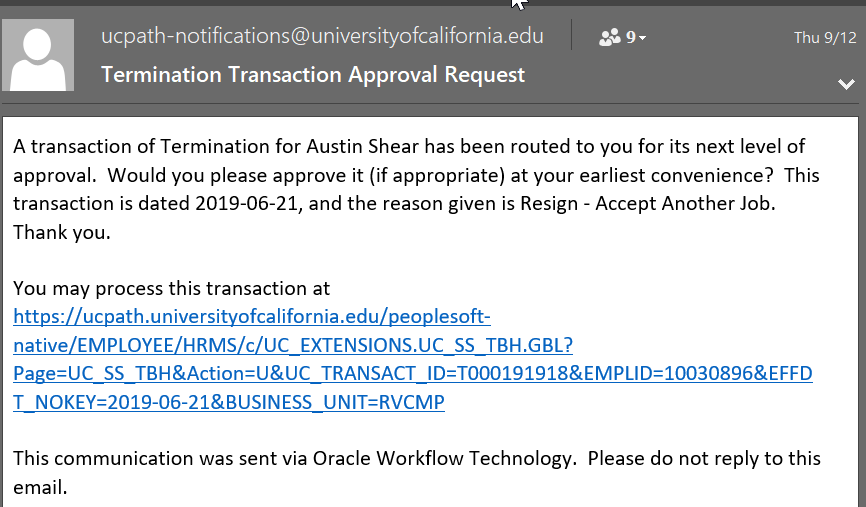 ucpath-notifications@universityofcalifornia.edu
9
Thu 9/12
Termination Transaction Approval Request
A transaction of Termination for Austin Shear has been routed to you for its next level of
approval.  Would you please approve it (if appropriate) at your earliest convenience?  This
transaction is dated 2019-06-21, and the reason given is Resign - Accept Another Job.
Thank you.
You may process this transaction at
https://ucpath.universityofcalifornia.edu/peoplesoft-
native/EMPLOYEE/HRMS/c/UC_EXTENSIONS.UC_SS_TBH.GBL?
Page=UC_SS_TBH&Action=U&UC_TRANSACT_ID=T000191918&EMPLID=10030896&EFFD
T_NOKEY=2019-06-21&BUSINESS_UNIT=RVCMP
This communication was sent via Oracle Workflow Technology.  Please do not reply to this
email.